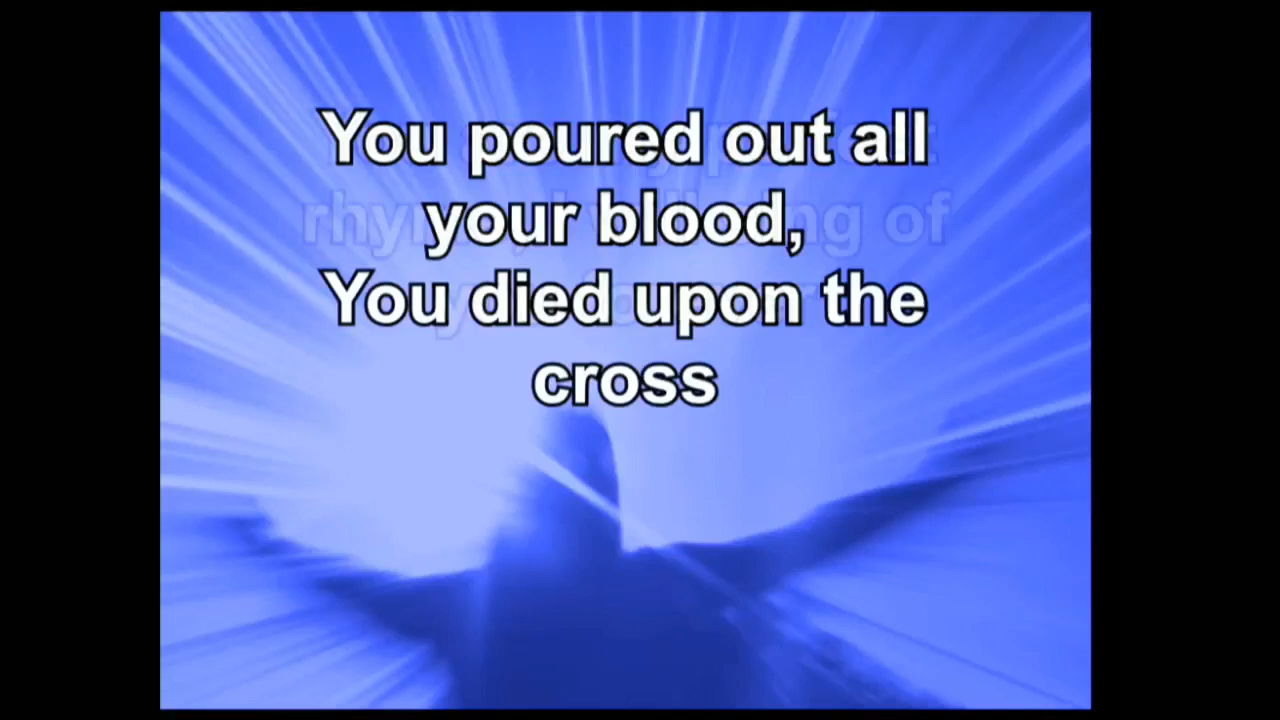 You poured out all
your blood,
You died upon the
cross